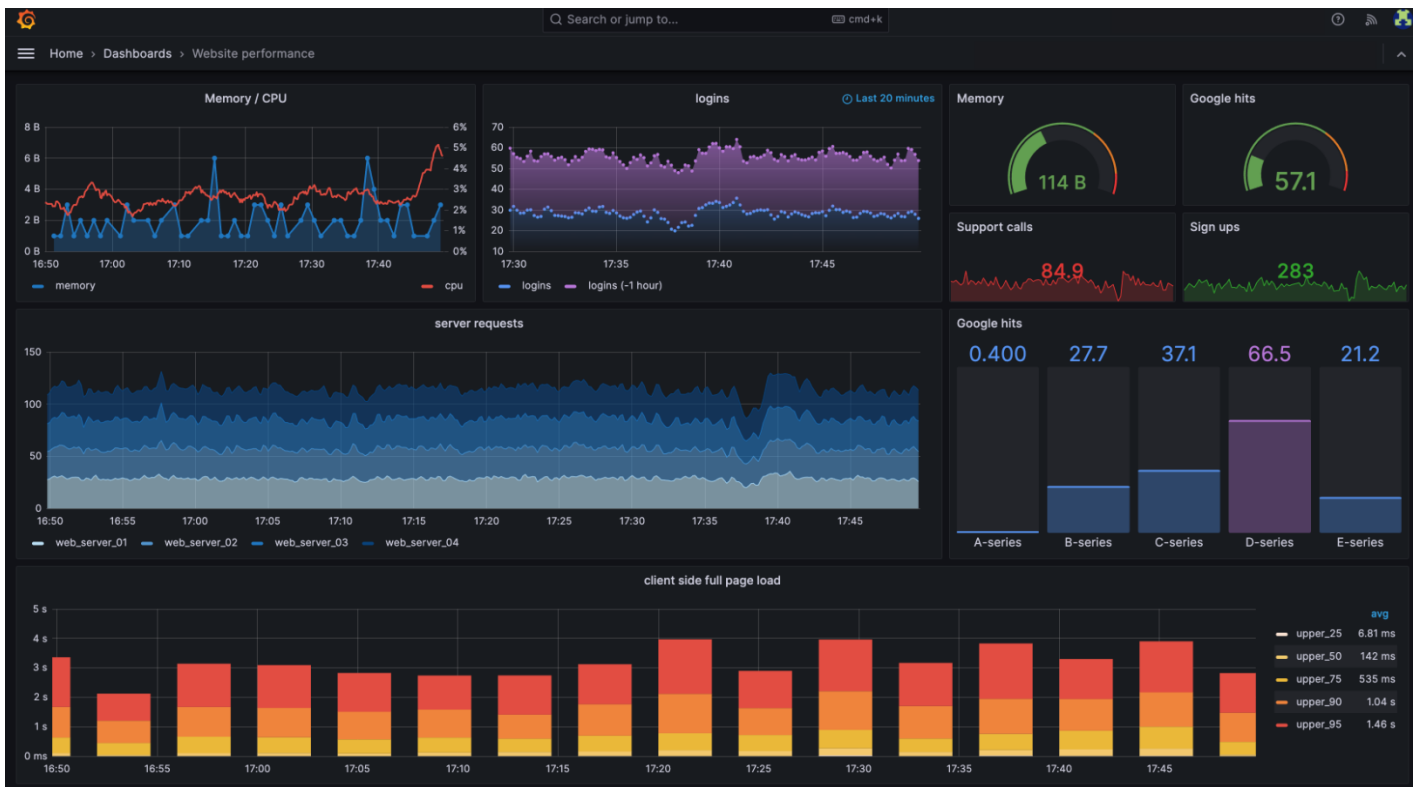 Search or jump to... cmd+k
Home › Dashboards › Website performance
Memory / CPU
8 B
6 B
4 B
2 B
0 B
6%
5%
4%
3%
2%
1%
0%
16:50 17:00 17:10 17:20 17:30 17:40
memory cpu
logins
Last 20 minutes
70
60
50
40
30
20
10
17:30 17:35 17:40 17:45
logins logins (-1 hour)
Memory
114 B
Google hits
57.1
Support calls
84.9
Sign ups
283
server requests
150
100
50
0
16:50 16:55 17:00 17:05 17:10 17:15 17:20 17:25 17:30 17:35 17:40 17:45
web_server_01 web_server_02 web_server_03 web_server_04
Google hits
0.400 27.7 37.1 66.5 21.2
A-series B-series C-series D-series E-series
client side full page load
5 s
4 s
3 s
2 s
1 s
0 ms
16:50 16:55 17:00 17:05 17:10 17:15 17:20 17:25 17:30 17:35 17:40 17:45
avg
upper_25 6.81 ms
upper_50 142 ms
upper_75 535 ms
upper_90 1.04 s
upper_95 1.46 s